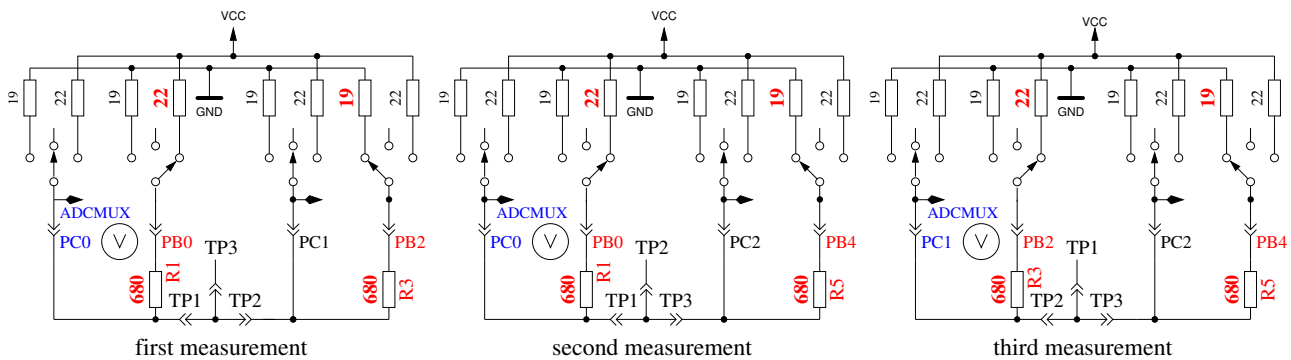 VCC
19
22
19
22
GND
19
22
19
22
ADCMUX
PC0
V
PB0
TP3
PC1
PB2
680
R1
680
R3
TP1
TP2
first measurement
VCC
19
22
19
22
GND
19
22
19
22
ADCMUX
PC0
V
PB0
TP2
PC2
PB4
680
R1
680
R5
TP1
TP3
second measurement
VCC
19
22
19
22
GND
19
22
19
22
ADCMUX
PC1
V
PB2
TP1
PC2
PB4
680
R3
680
R5
TP2
TP3
third measurement